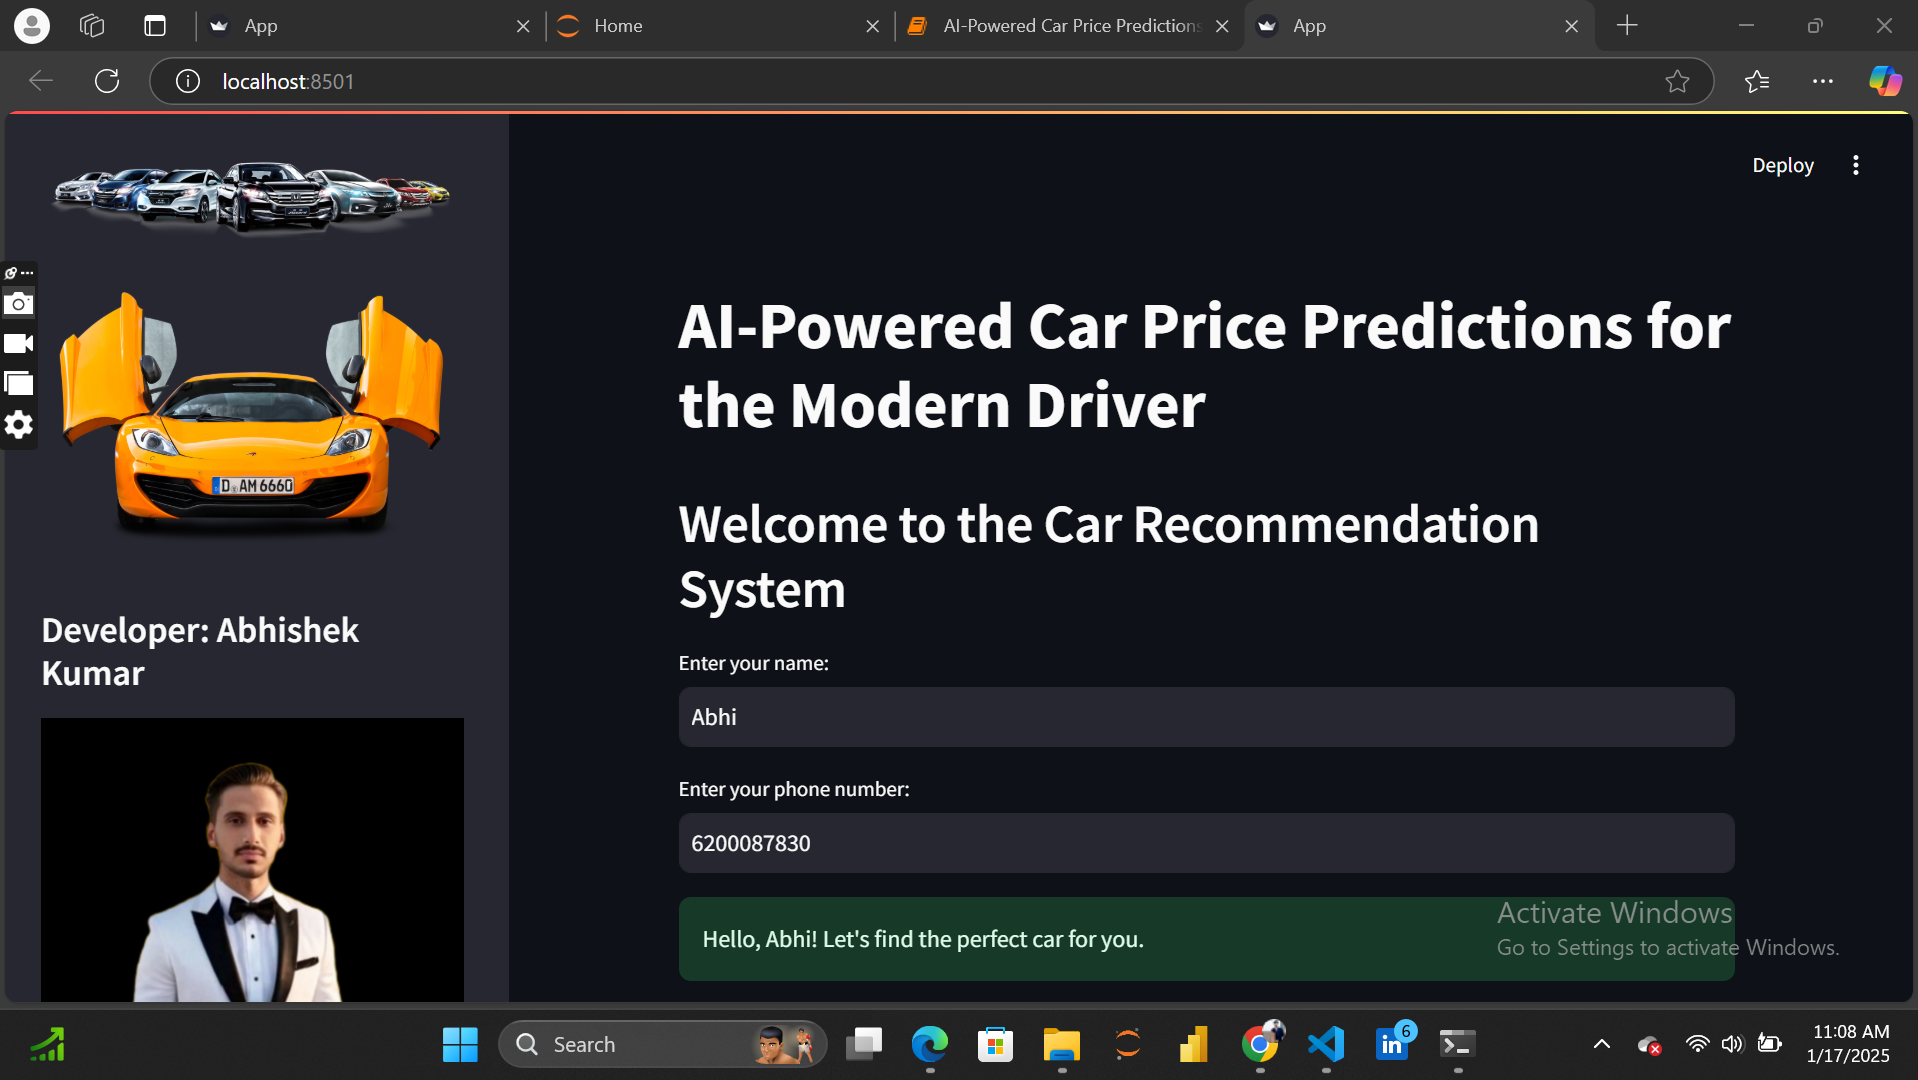 App
Home
AI-Powered Car Price Predictions
App
localhost:8501
Deploy
D AM 6660
Developer: Abhishek
Kumar
AI-Powered Car Price Predictions for
the Modern Driver
Welcome to the Car Recommendation
System
Enter your name:
Abhi
Enter your phone number:
6200087830
Hello, Abhi! Let's find the perfect car for you.
Activate Windows
Go to Settings to activate Windows.
Search
in
6
11:08 AM
1/17/2025